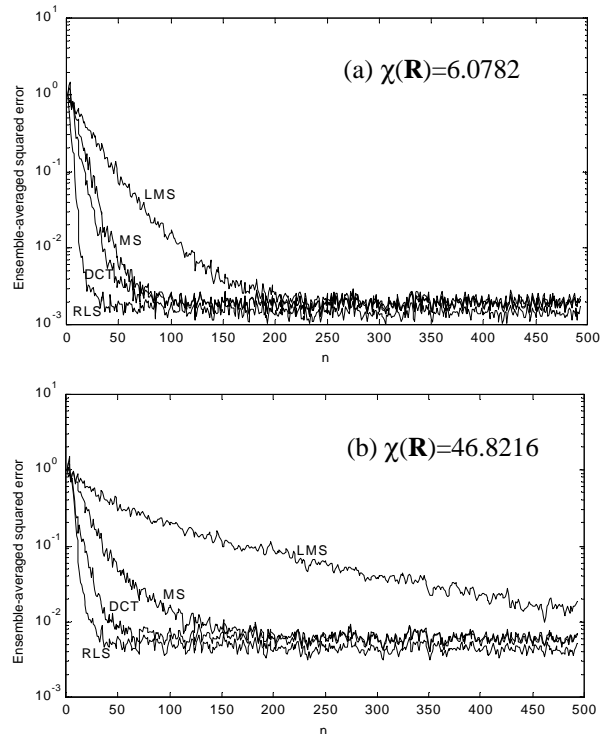 (a) χ(R)=6.0782
Ensemble-averaged squared error
10^1
10^0
10^-1
10^-2
10^-3
LMS
MS
DCT
RLS
0 50 100 150 200 250 300 350 400 450 500
n
(b) χ(R)=46.8216
Ensemble-averaged squared error
10^1
10^0
10^-1
10^-2
10^-3
LMS
MS
DCT
RLS
0 50 100 150 200 250 300 350 400 450 500
n